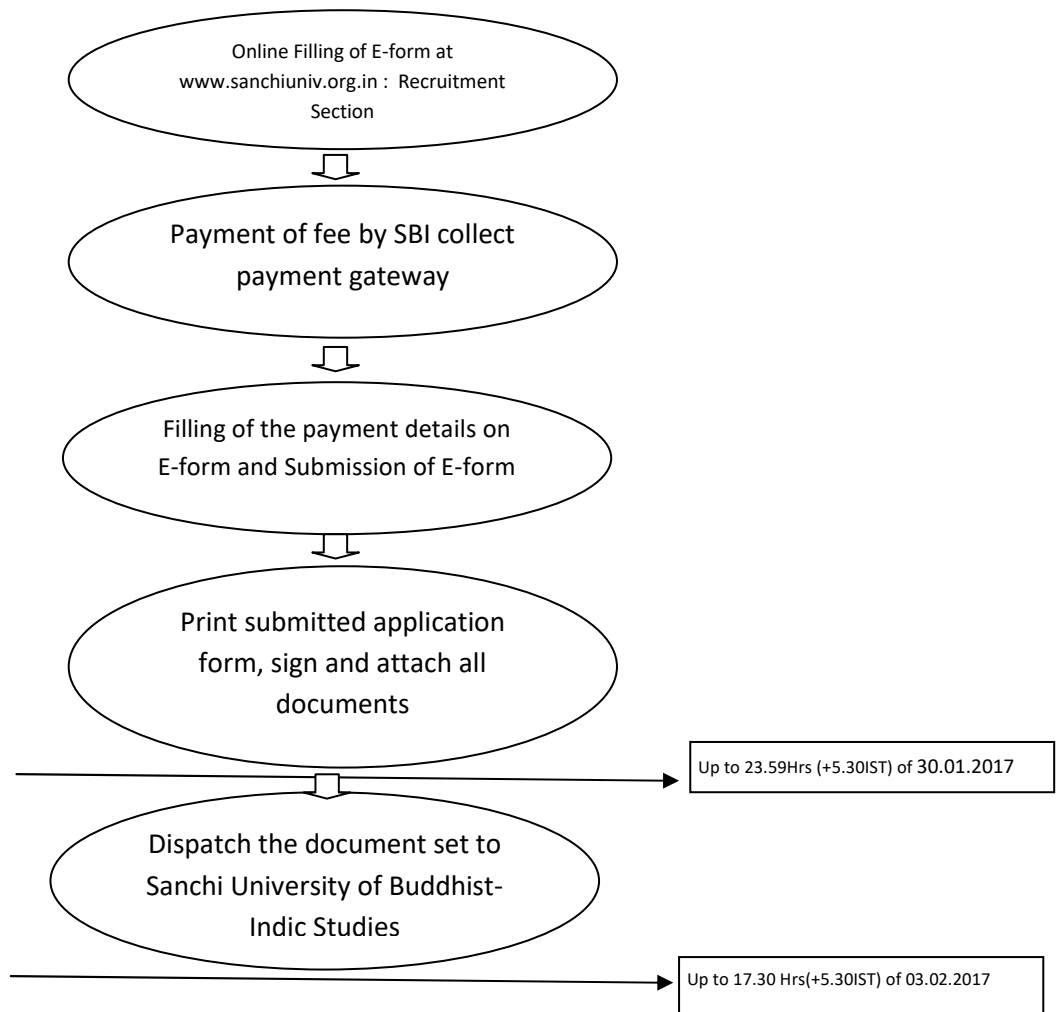 Online Filling of E-form at
www.sanchiuniv.org.in : Recruitment
Section
Payment of fee by SBI collect
payment gateway
Filling of the payment details on
E-form and Submission of E-form
Print submitted application
form, sign and attach all
documents
Up to 23.59Hrs (+5.30IST) of 30.01.2017
Dispatch the document set to
Sanchi University of Buddhist-
Indic Studies
Up to 17.30 Hrs(+5.30IST) of 03.02.2017